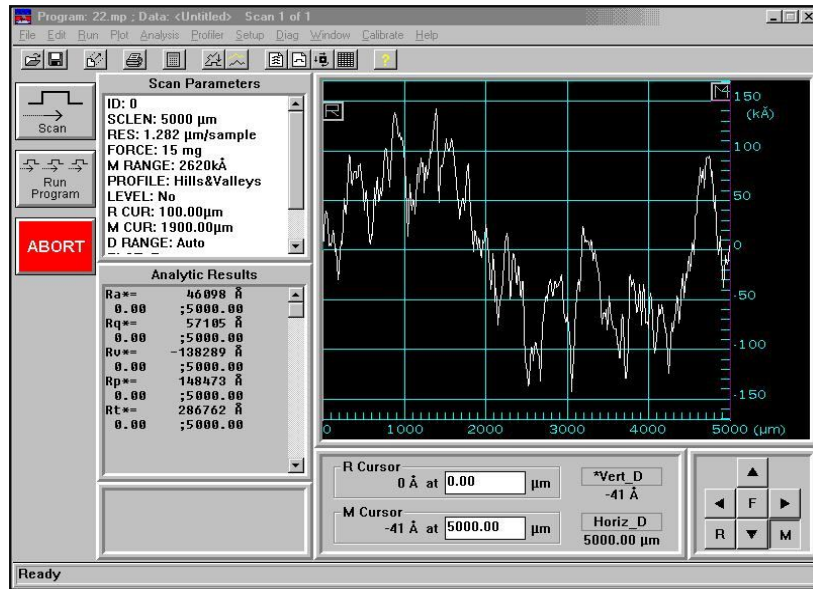 Program: 22.mp ; Data: <Untitled> Scan 1 of 1
File Edit Run Plot Analysis Profiler Setup Diag Window Calibrate Help
Scan
Run
Program
ABORT
Scan Parameters
ID: 0
SCLEN: 5000 µm
RES: 1.282 µm/sample
FORCE: 15 mg
M RANGE: 2620kÅ
PROFILE: Hills&Valleys
LEVEL: No
R CUR: 100.00µm
M CUR: 1900.00µm
D RANGE: Auto
Analytic Results
Ra*= 46098 Å
0.00 ;5000.00
Rq*= 57105 Å
0.00 ;5000.00
Rv*= -138289 Å
0.00 ;5000.00
Rp*= 148473 Å
0.00 ;5000.00
Rt*= 286762 Å
0.00 ;5000.00
R
M
150
(kÅ)
100
50
0
-50
-100
-150
0 1000 2000 3000 4000 5000 (µm)
R Cursor
0 Å at 0.00 µm
M Cursor
-41 Å at 5000.00 µm
*Vert_D
-41 Å
Horiz_D
5000.00 µm
F
R
M
Ready